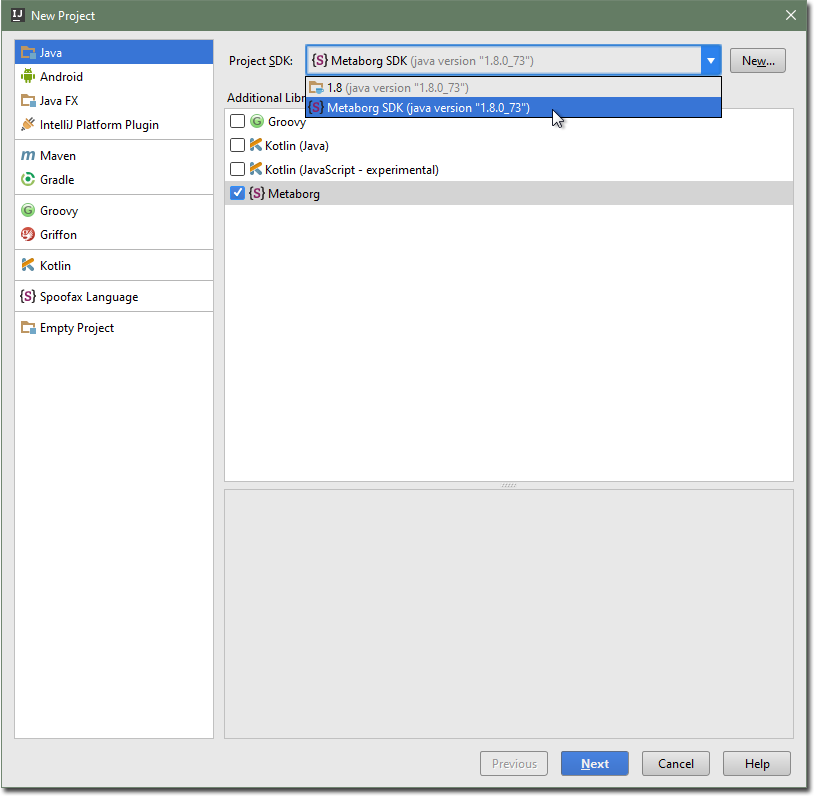 New Project
Java
Android
Java FX
IntelliJ Platform Plugin
Maven
Gradle
Groovy
Griffon
Kotlin
Spoofax Language
Empty Project
Project SDK: {S} Metaborg SDK (java version "1.8.0_73") New...
1.8 (java version "1.8.0_73")
{S} Metaborg SDK (java version "1.8.0_73")
Additional Libr
Groovy
Kotlin (Java)
Kotlin (JavaScript - experimental)
{S} Metaborg
Previous Next Cancel Help